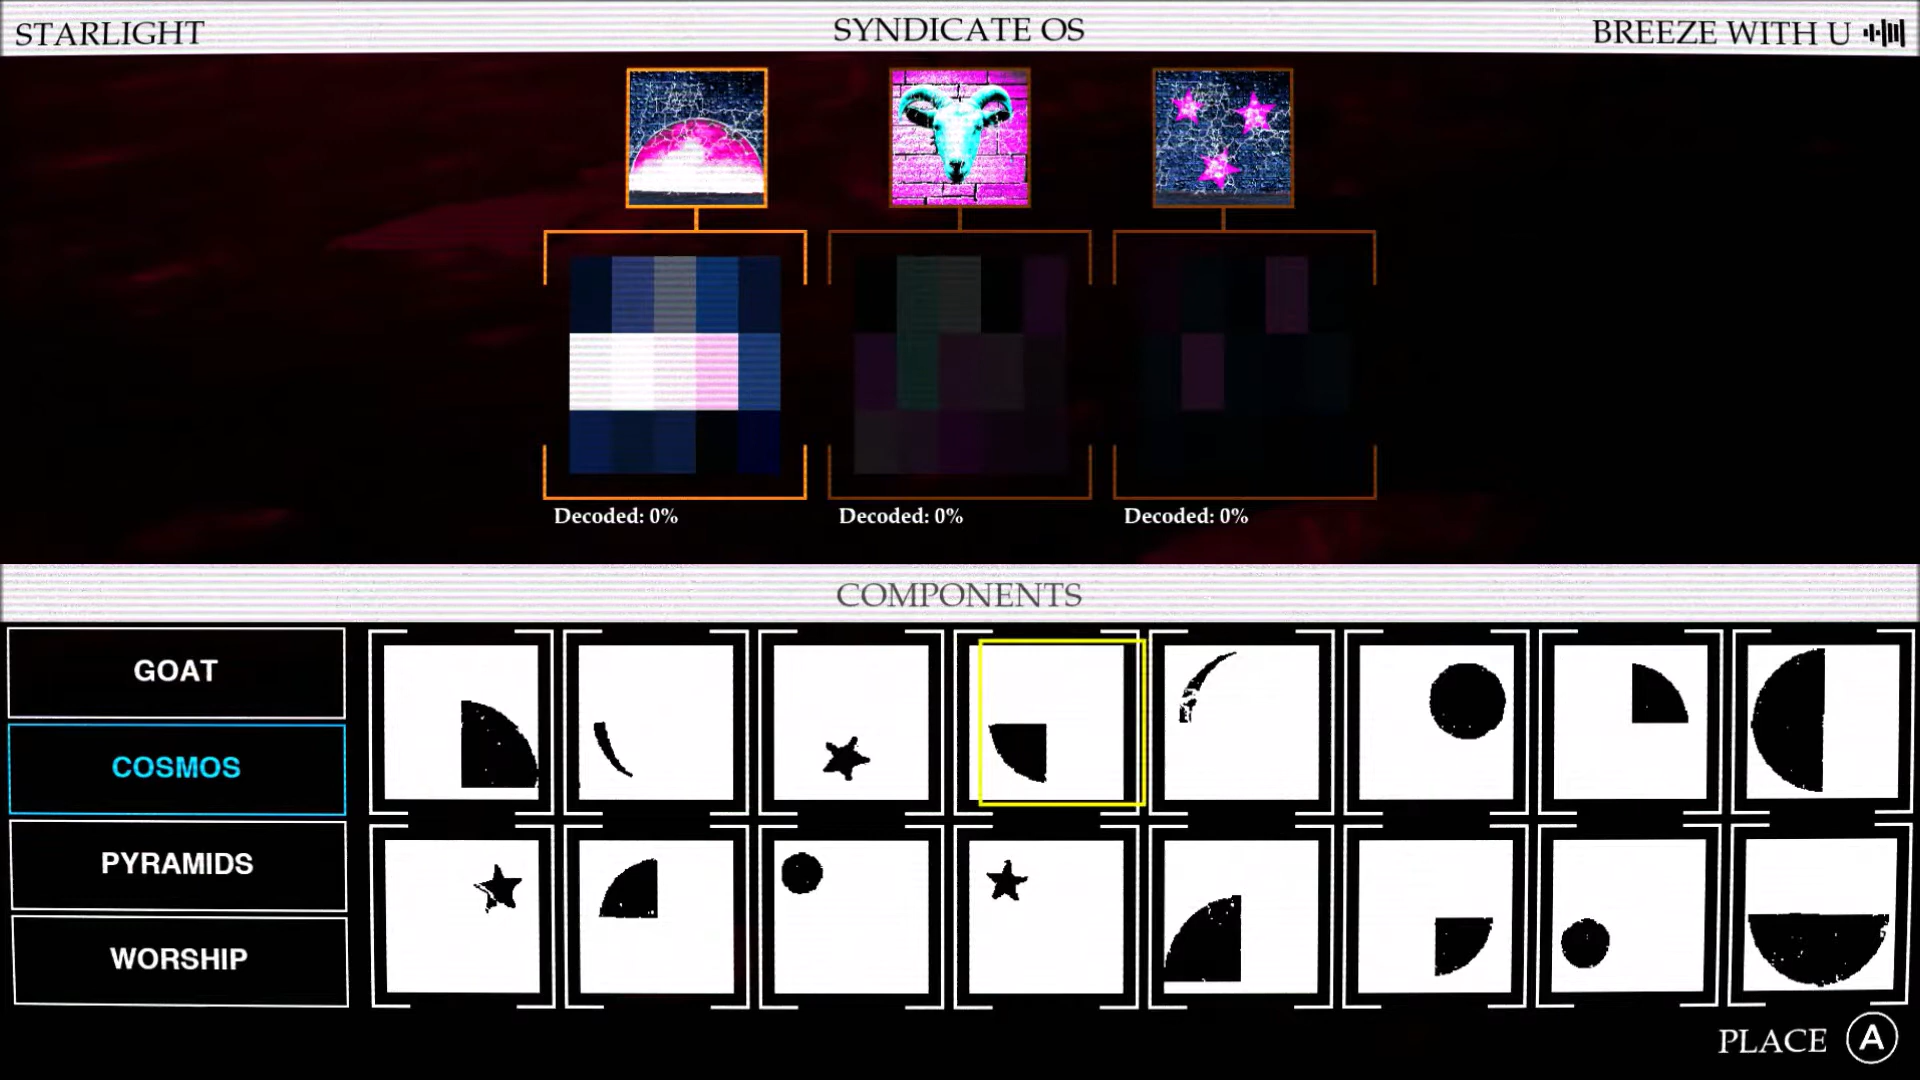 STARLIGHT
SYNDICATE OS
BREEZE WITH U
Decoded: 0%
Decoded: 0%
Decoded: 0%
COMPONENTS
GOAT
COSMOS
PYRAMIDS
WORSHIP
PLACE A